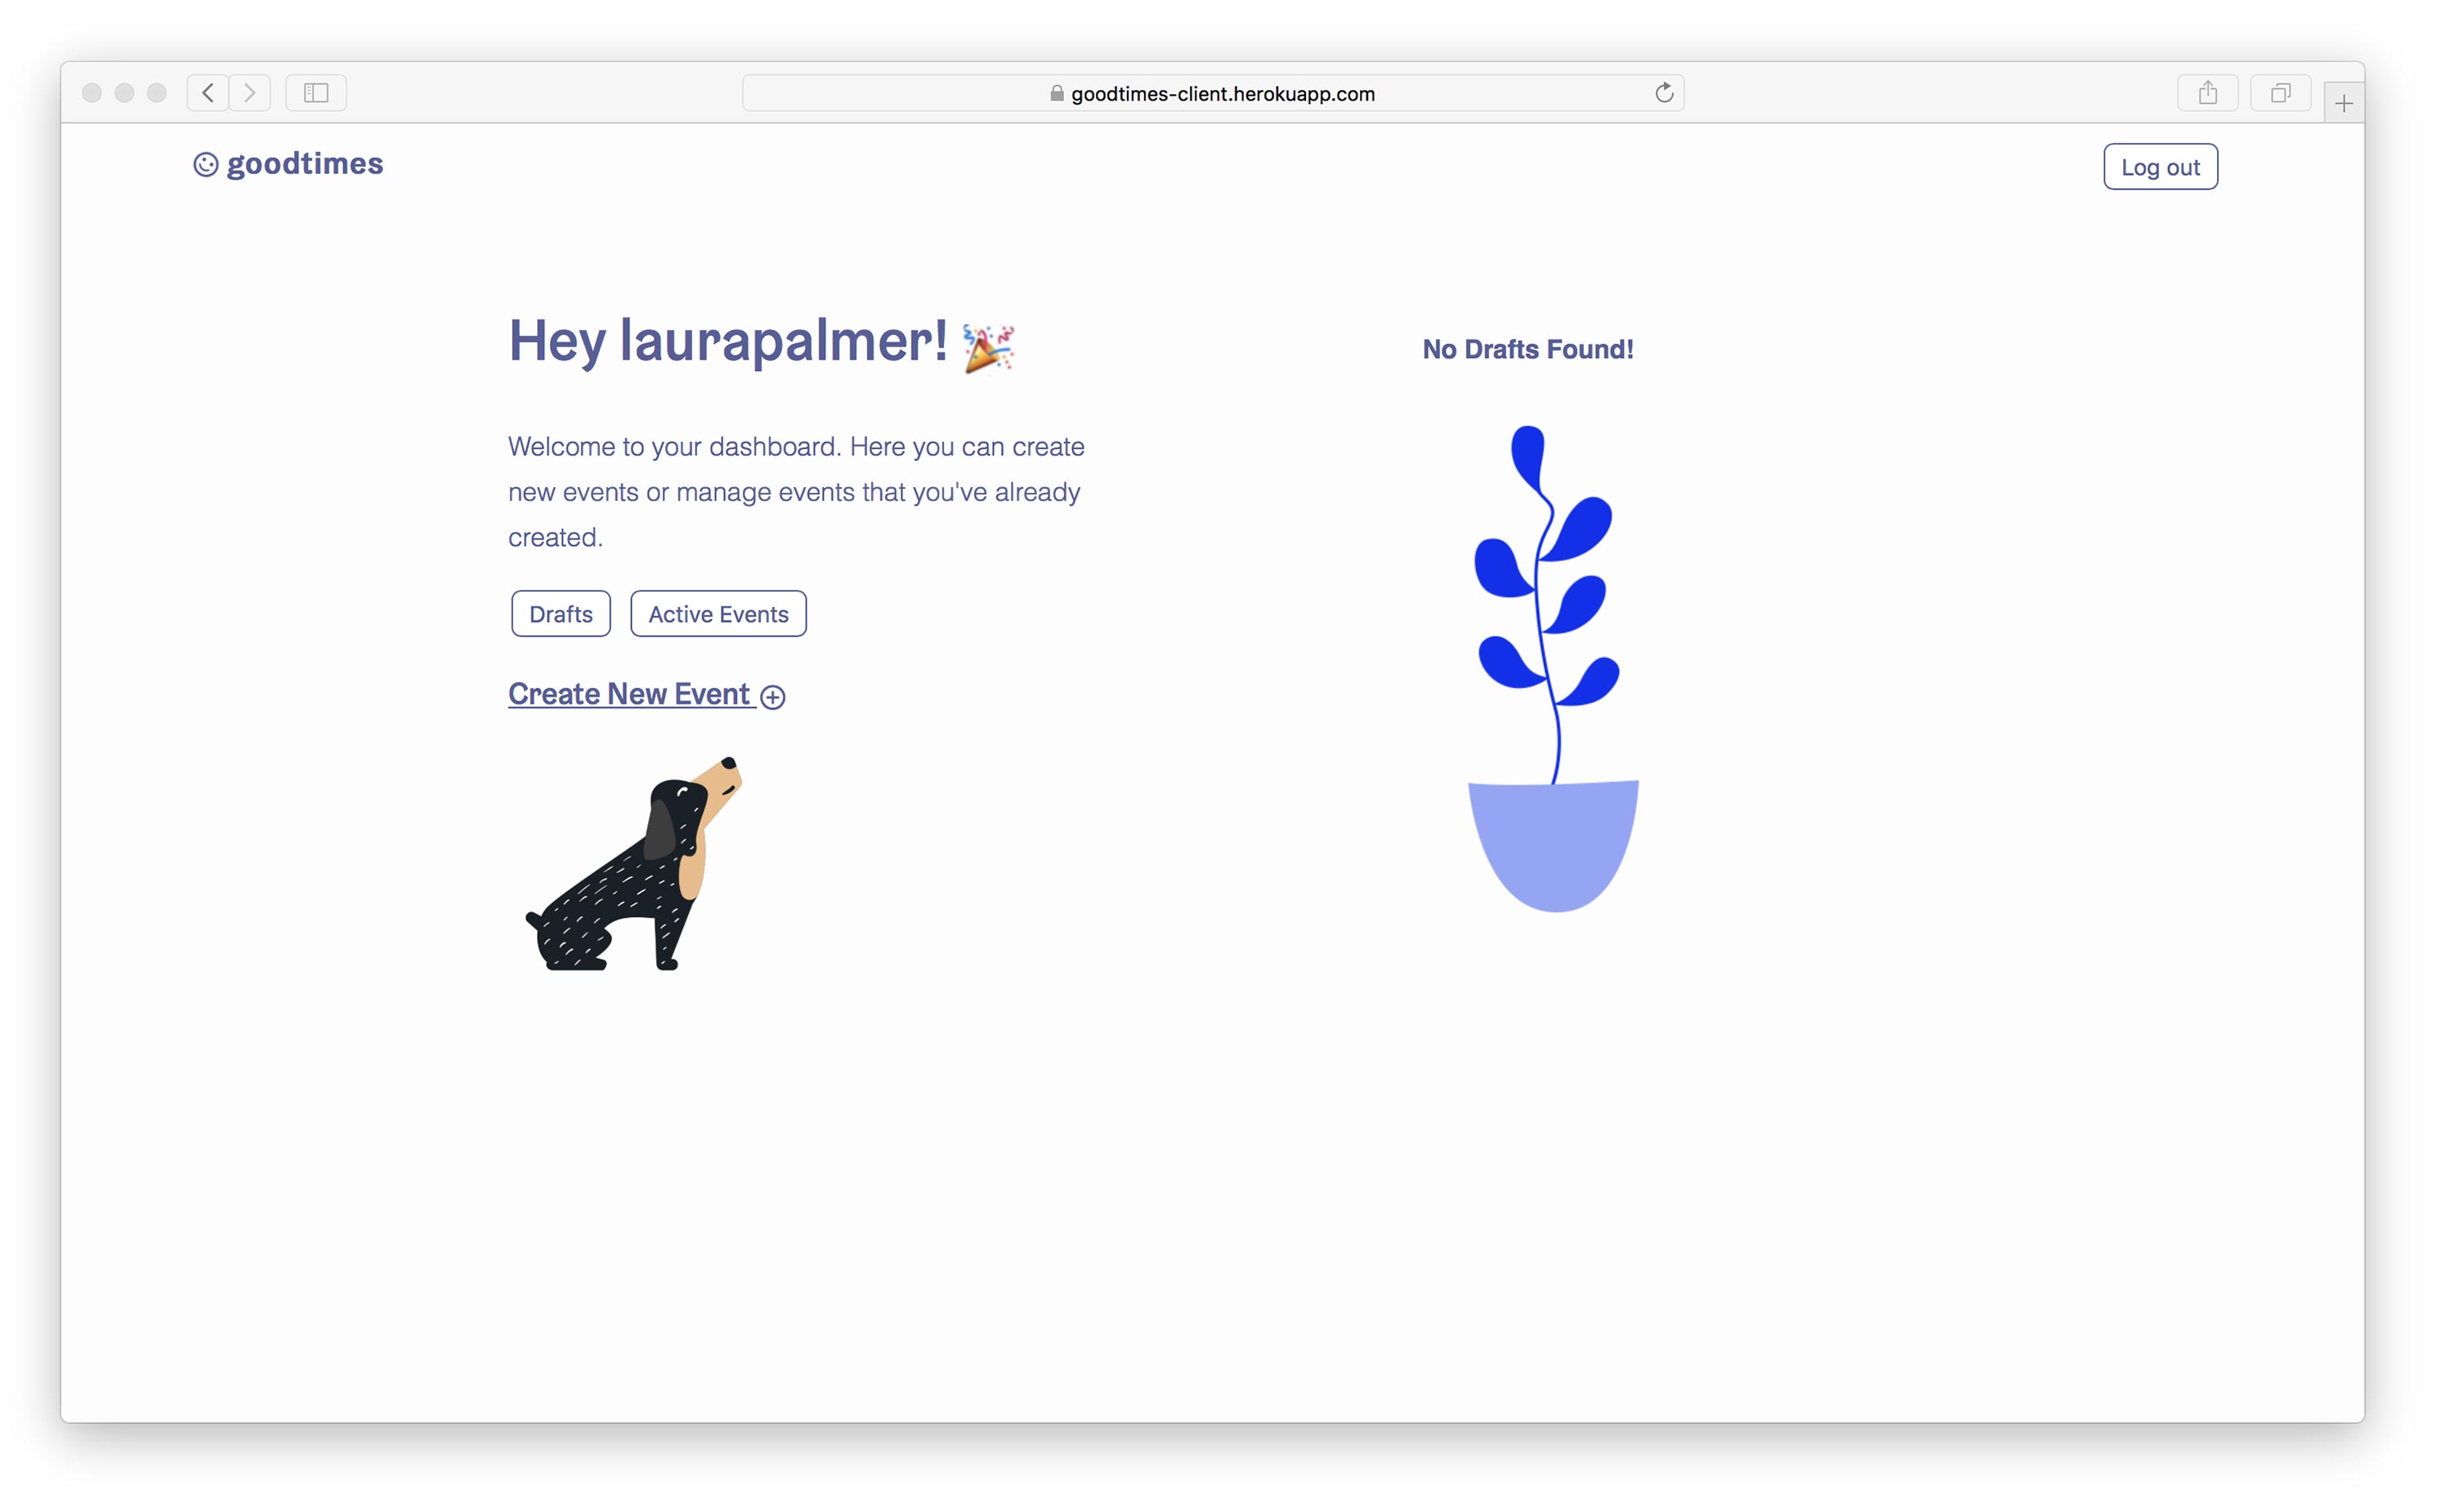 goodtimes-client.herokuapp.com
goodtimes
Log out
Hey laurapalmer!
No Drafts Found!
Welcome to your dashboard. Here you can create
new events or manage events that you've already
created.
Drafts
Active Events
Create New Event